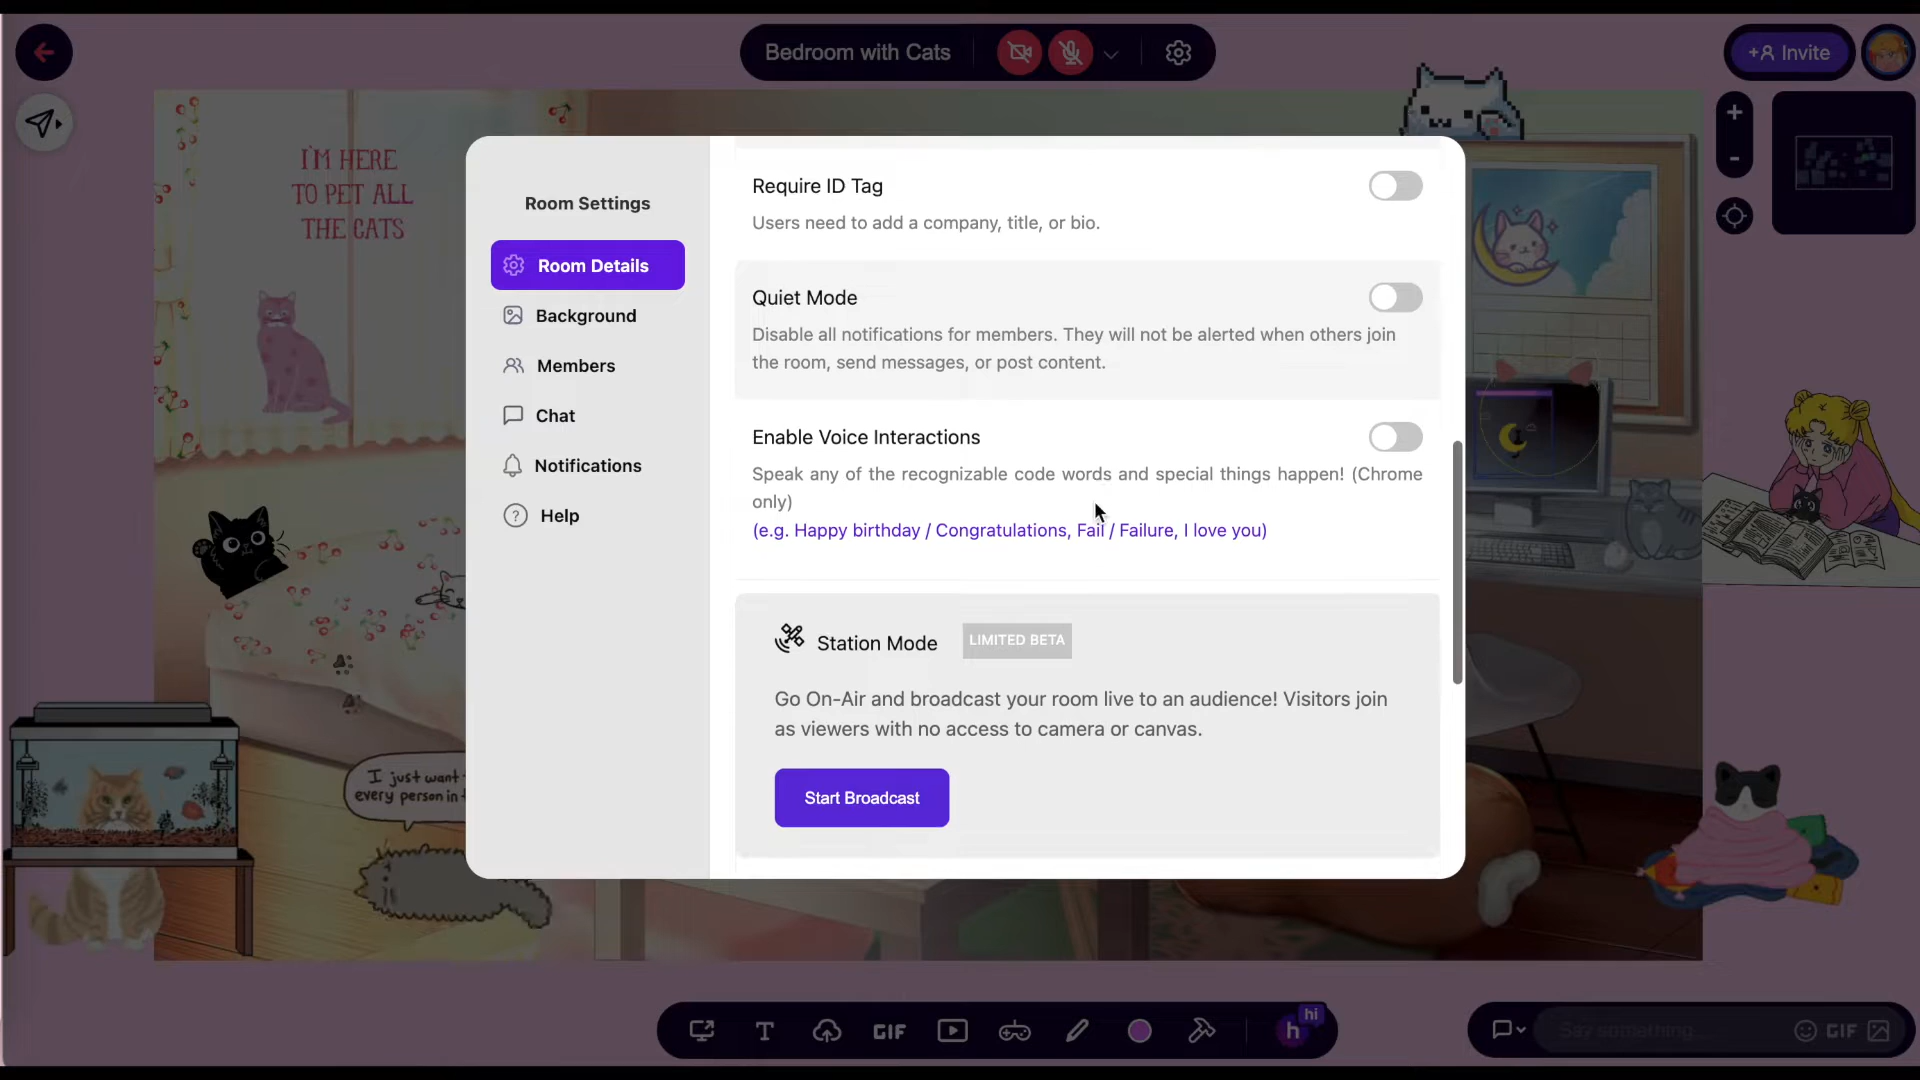 Bedroom with Cats
Invite
I'M HERE
TO PET ALL
THE CATS
Room Settings
Room Details
Background
Members
Chat
Notifications
Help
Require ID Tag
Users need to add a company, title, or bio.
Quiet Mode
Disable all notifications for members. They will not be alerted when others join
the room, send messages, or post content.
Enable Voice Interactions
Speak any of the recognizable code words and special things happen! (Chrome
only)
(e.g. Happy birthday / Congratulations, Fail / Failure, I love you)
Station Mode
LIMITED BETA
Go On-Air and broadcast your room live to an audience! Visitors join
as viewers with no access to camera or canvas.
Start Broadcast
I just want
every person in
T
GIF
h
hi
Say something...
GIF